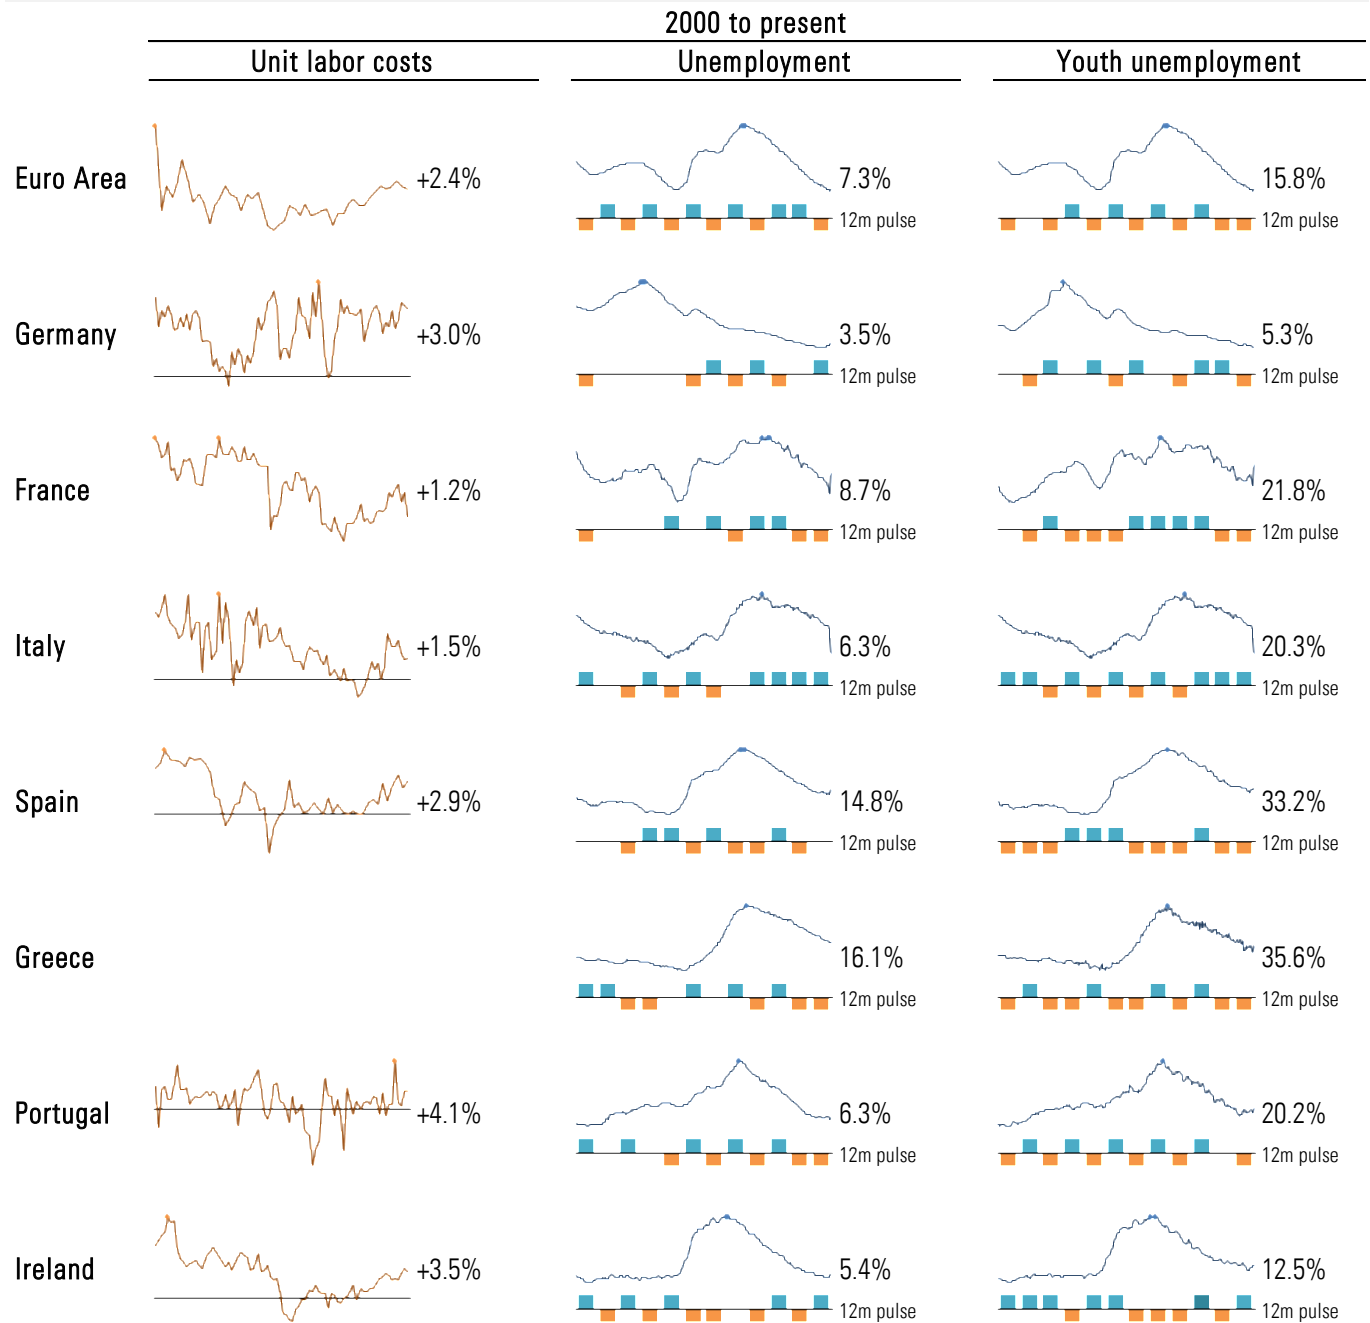 2000 to present
Unit labor costs Unemployment Youth unemployment
Euro Area +2.4% 7.3% 15.8%
12m pulse 12m pulse
Germany +3.0% 3.5% 5.3%
12m pulse 12m pulse
France +1.2% 8.7% 21.8%
12m pulse 12m pulse
Italy +1.5% 6.3% 20.3%
12m pulse 12m pulse
Spain +2.9% 14.8% 33.2%
12m pulse 12m pulse
Greece 16.1% 35.6%
12m pulse 12m pulse
Portugal +4.1% 6.3% 20.2%
12m pulse 12m pulse
Ireland +3.5% 5.4% 12.5%
12m pulse 12m pulse